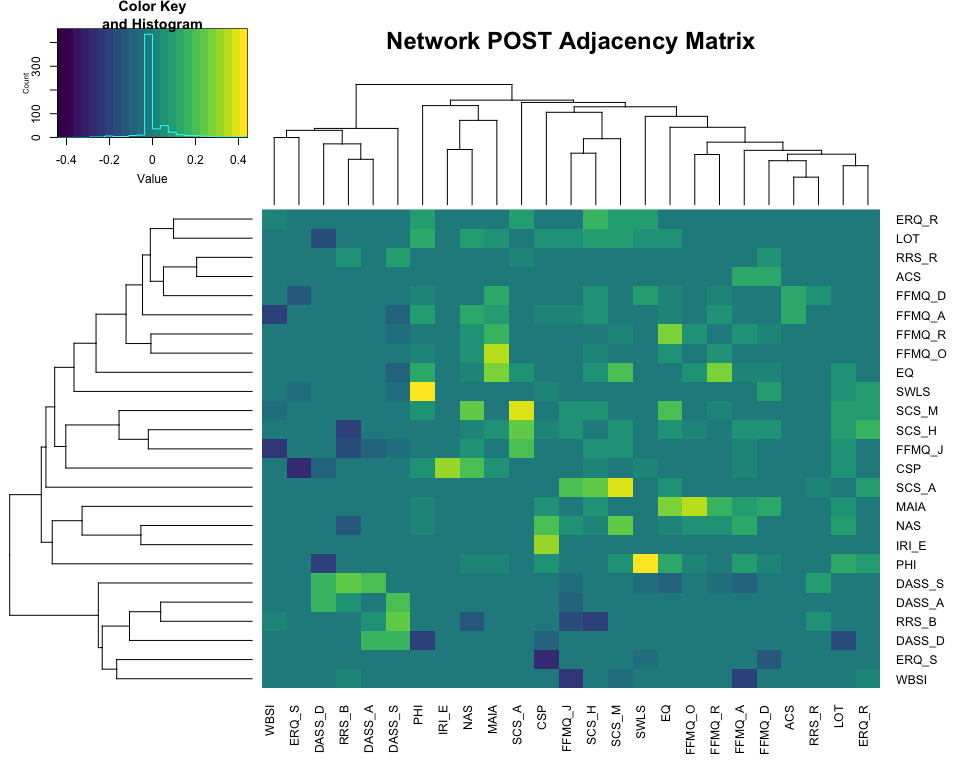 Color Key
and Histogram
Network POST Adjacency Matrix
Count
0
100
300
-0.4
-0.2
0
0.2
0.4
Value
ERQ_R
LOT
RRS_R
ACS
FFMQ_D
FFMQ_A
FFMQ_R
FFMQ_O
EQ
SWLS
SCS_M
SCS_H
FFMQ_J
CSP
SCS_A
MAIA
NAS
IRI_E
PHI
DASS_S
DASS_A
RRS_B
DASS_D
ERQ_S
WBSI
WBSI
ERQ_S
DASS_D
RRS_B
DASS_A
DASS_S
PHI
IRI_E
NAS
MAIA
SCS_A
CSP
FFMQ_J
SCS_H
SCS_M
SWLS
EQ
FFMQ_O
FFMQ_R
FFMQ_A
FFMQ_D
ACS
RRS_R
LOT
ERQ_R